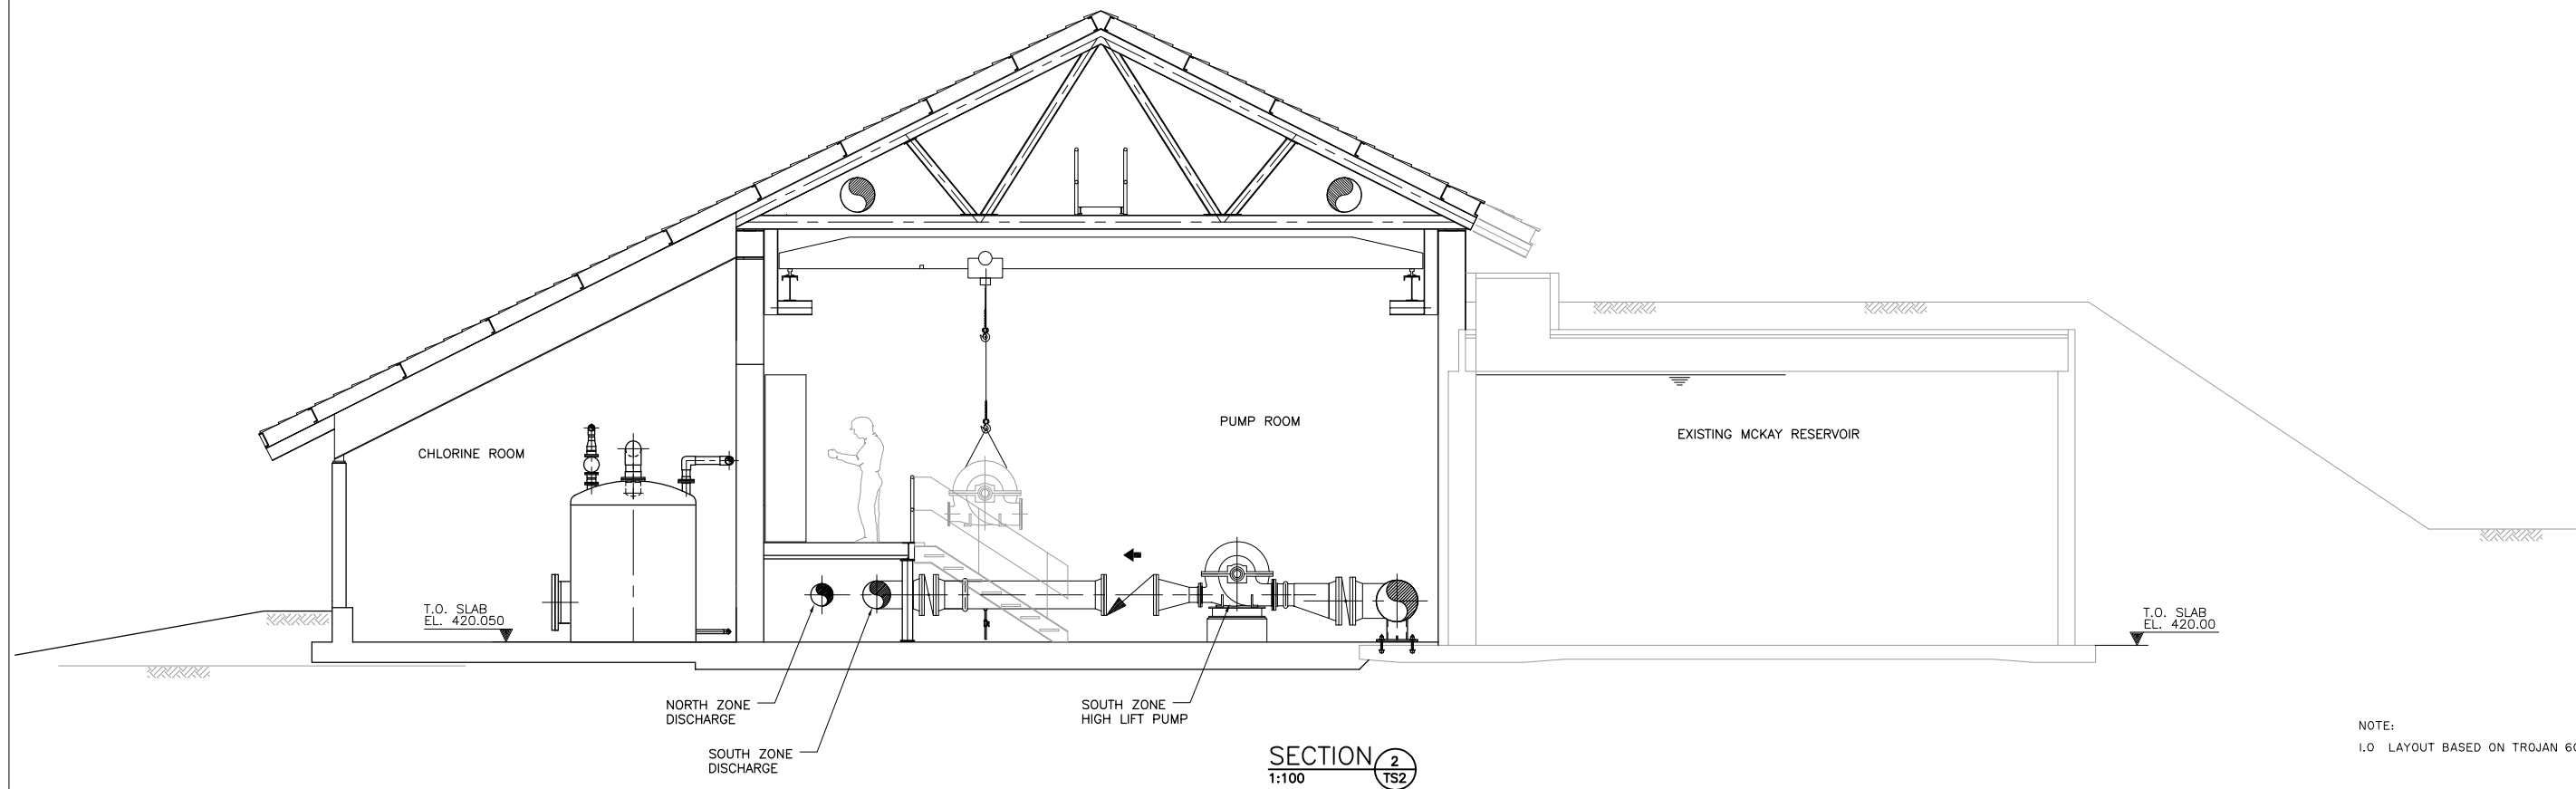 CHLORINE ROOM
PUMP ROOM
EXISTING MCKAY RESERVOIR
T.O. SLAB
EL. 420.050
T.O. SLAB
EL. 420.00
NORTH ZONE
DISCHARGE
SOUTH ZONE
DISCHARGE
SOUTH ZONE
HIGH LIFT PUMP
SECTION
1:100
2
TS2
NOTE:
1.0 LAYOUT BASED ON TROJAN